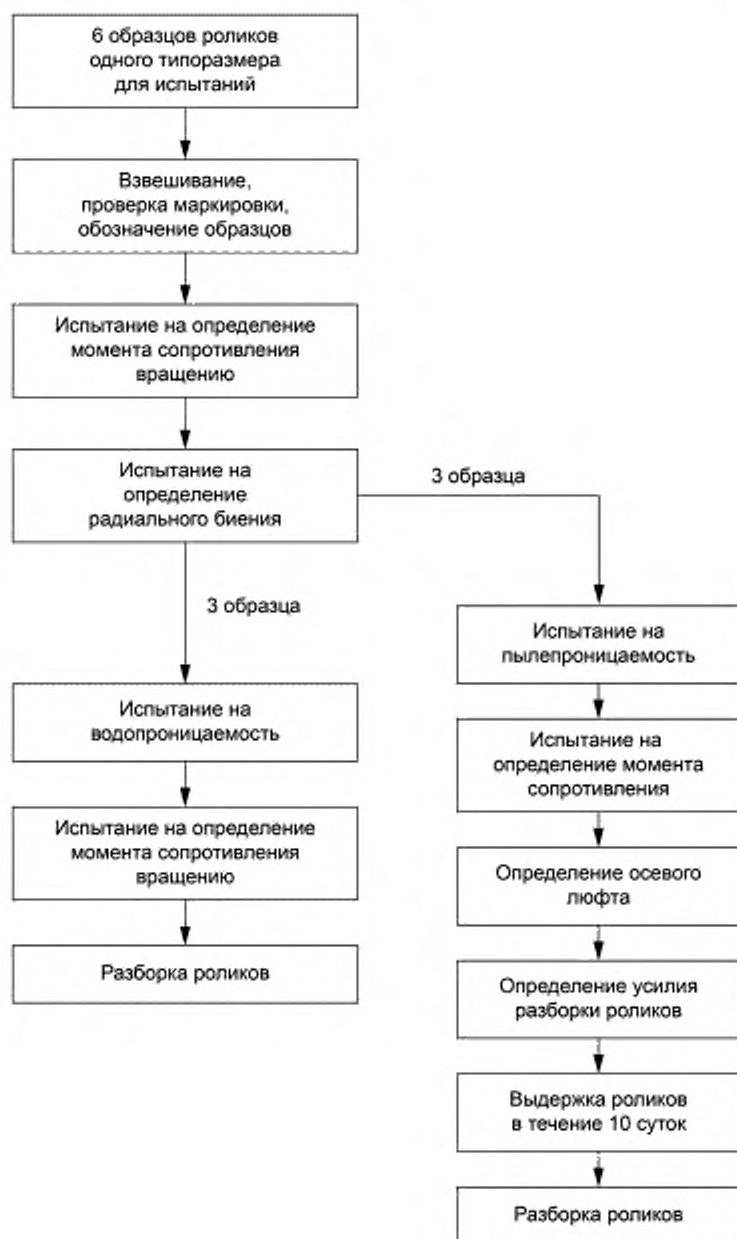 6 образцов роликов
одного типоразмера
для испытаний
Взвешивание,
проверка маркировки,
обозначение образцов
Испытание на определение
момента сопротивления
вращению
Испытание на
определение
радиального биения
3 образца
3 образца
Испытание на
водопроницаемость
Испытание на определение
момента сопротивления
вращению
Разборка роликов
Испытание на
пылепроницаемость
Испытание на
определение момента
сопротивления
Определение осевого
люфта
Определение усилия
разборки роликов
Выдержка роликов
в течение 10 суток
Разборка роликов